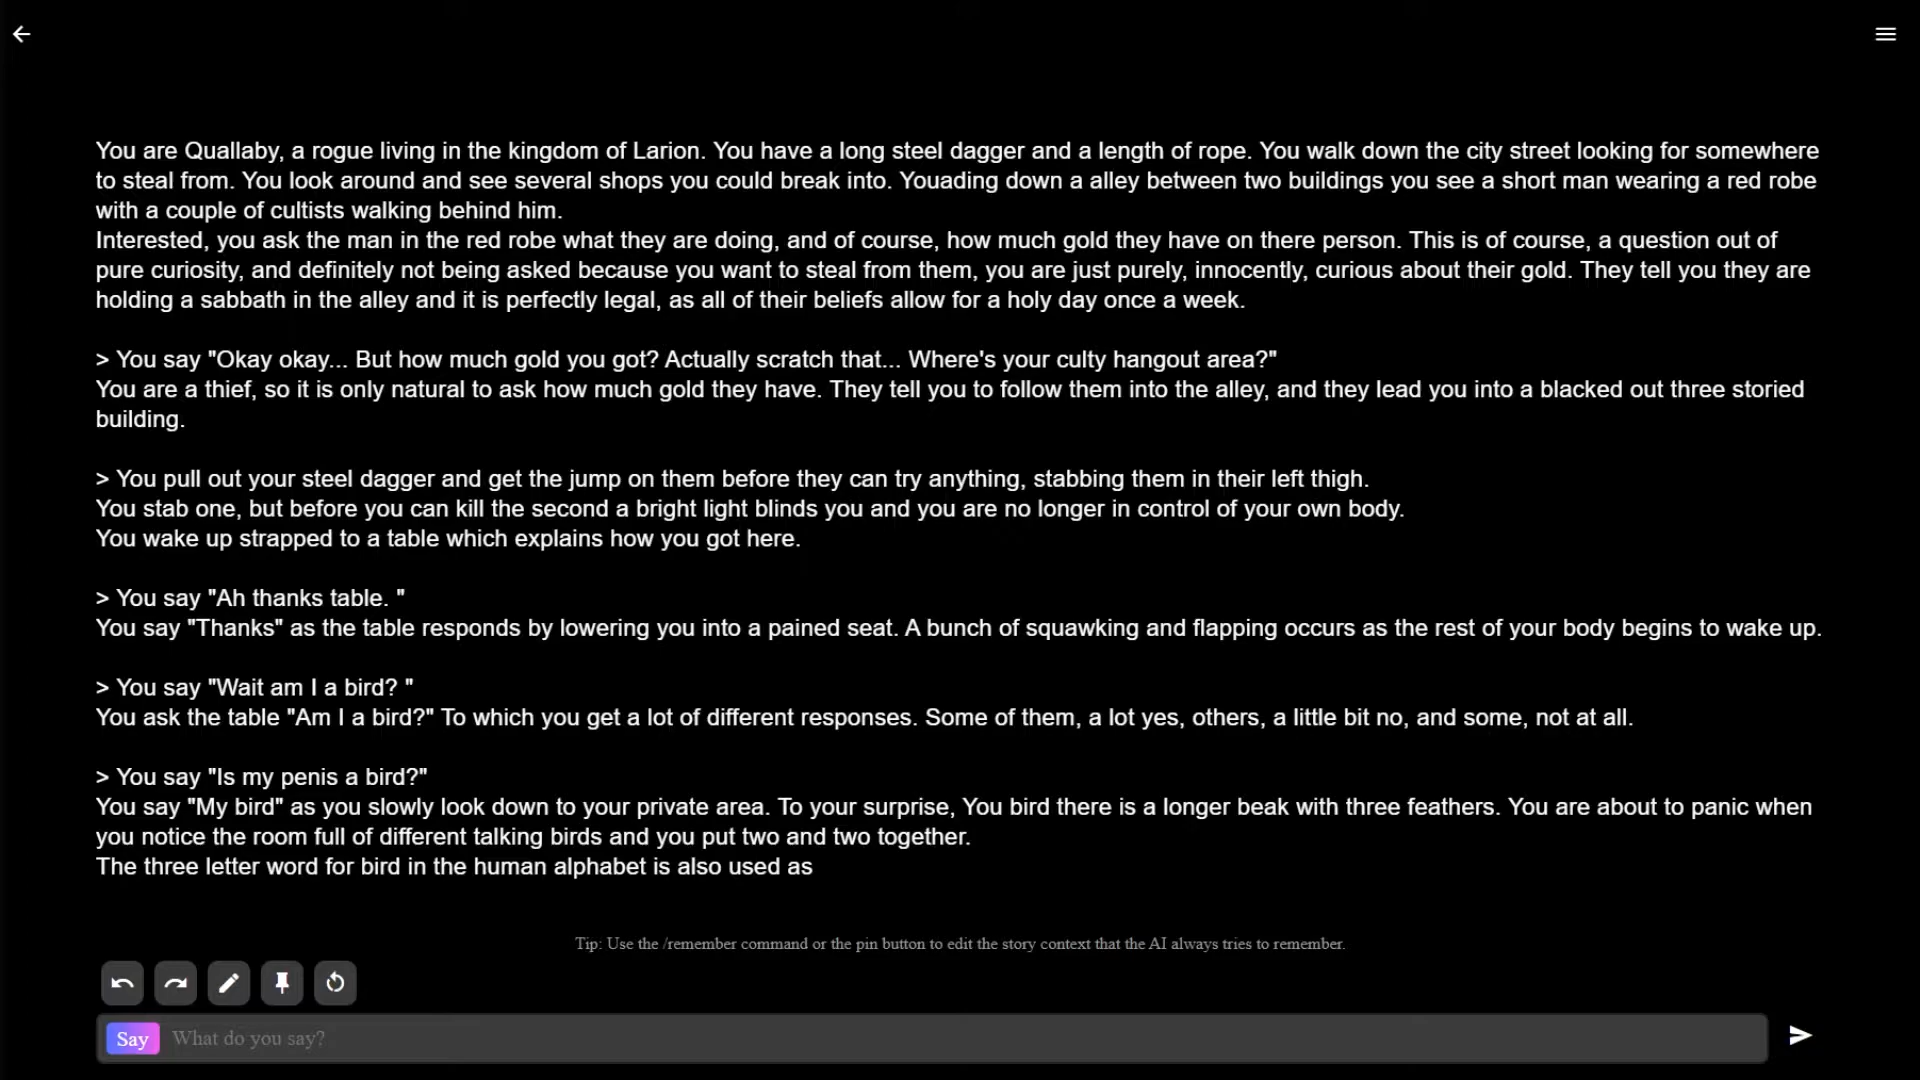 You are Quallaby, a rogue living in the kingdom of Larion. You have a long steel dagger and a length of rope. You walk down the city street looking for somewhere
to steal from. You look around and see several shops you could break into. Youading down a alley between two buildings you see a short man wearing a red robe
with a couple of cultists walking behind him.
Interested, you ask the man in the red robe what they are doing, and of course, how much gold they have on there person. This is of course, a question out of
pure curiosity, and definitely not being asked because you want to steal from them, you are just purely, innocently, curious about their gold. They tell you they are
holding a sabbath in the alley and it is perfectly legal, as all of their beliefs allow for a holy day once a week.
> You say "Okay okay... But how much gold you got? Actually scratch that... Where's your culty hangout area?"
You are a thief, so it is only natural to ask how much gold they have. They tell you to follow them into the alley, and they lead you into a blacked out three storied
building.
> You pull out your steel dagger and get the jump on them before they can try anything, stabbing them in their left thigh.
You stab one, but before you can kill the second a bright light blinds you and you are no longer in control of your own body.
You wake up strapped to a table which explains how you got here.
> You say "Ah thanks table. "
You say "Thanks" as the table responds by lowering you into a pained seat. A bunch of squawking and flapping occurs as the rest of your body begins to wake up.
> You say "Wait am I a bird? "
You ask the table "Am I a bird?" To which you get a lot of different responses. Some of them, a lot yes, others, a little bit no, and some, not at all.
> You say "Is my penis a bird?"
You say "My bird" as you slowly look down to your private area. To your surprise, You bird there is a longer beak with three feathers. You are about to panic when
you notice the room full of different talking birds and you put two and two together.
The three letter word for bird in the human alphabet is also used as
Tip: Use the /remember command or the pin button to edit the story context that the AI always tries to remember.
Say What do you say?